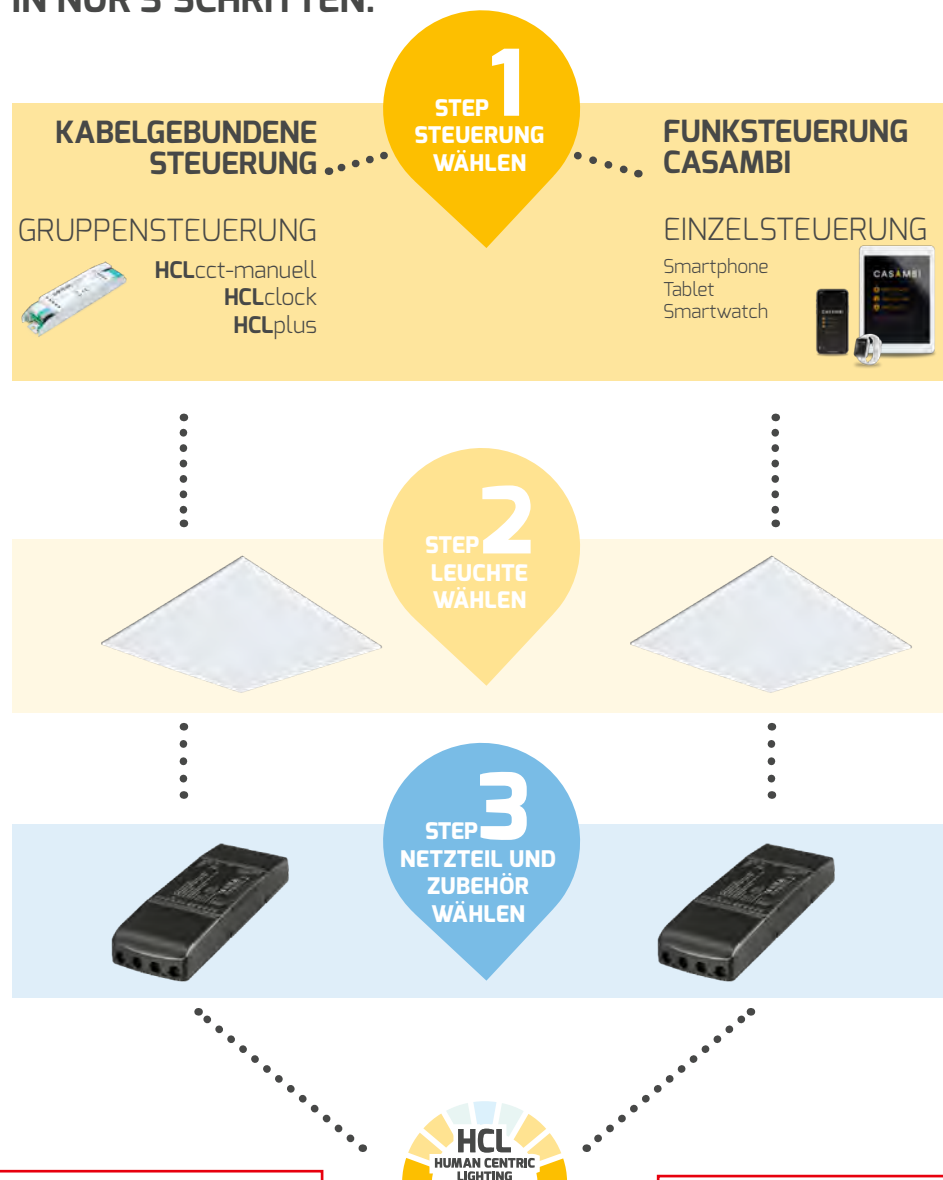 IN NUR 3 SCHRITTEN:
STEP 1
STEUERUNG
WÄHLEN
KABELGEBUNDENE
STEUERUNG
GRUPPENSTEUERUNG
HCLcct-manuell
HCLclock
HCLplus
FUNKSTEUERUNG
CASAMBI
EINZELSTEUERUNG
Smartphone
Tablet
Smartwatch
CASAMBI
CASAMBI
STEP 2
LEUCHTE
WÄHLEN
STEP 3
NETZTEIL UND
ZUBEHÖR
WÄHLEN
HCL
HUMAN CENTRIC
LIGHTING